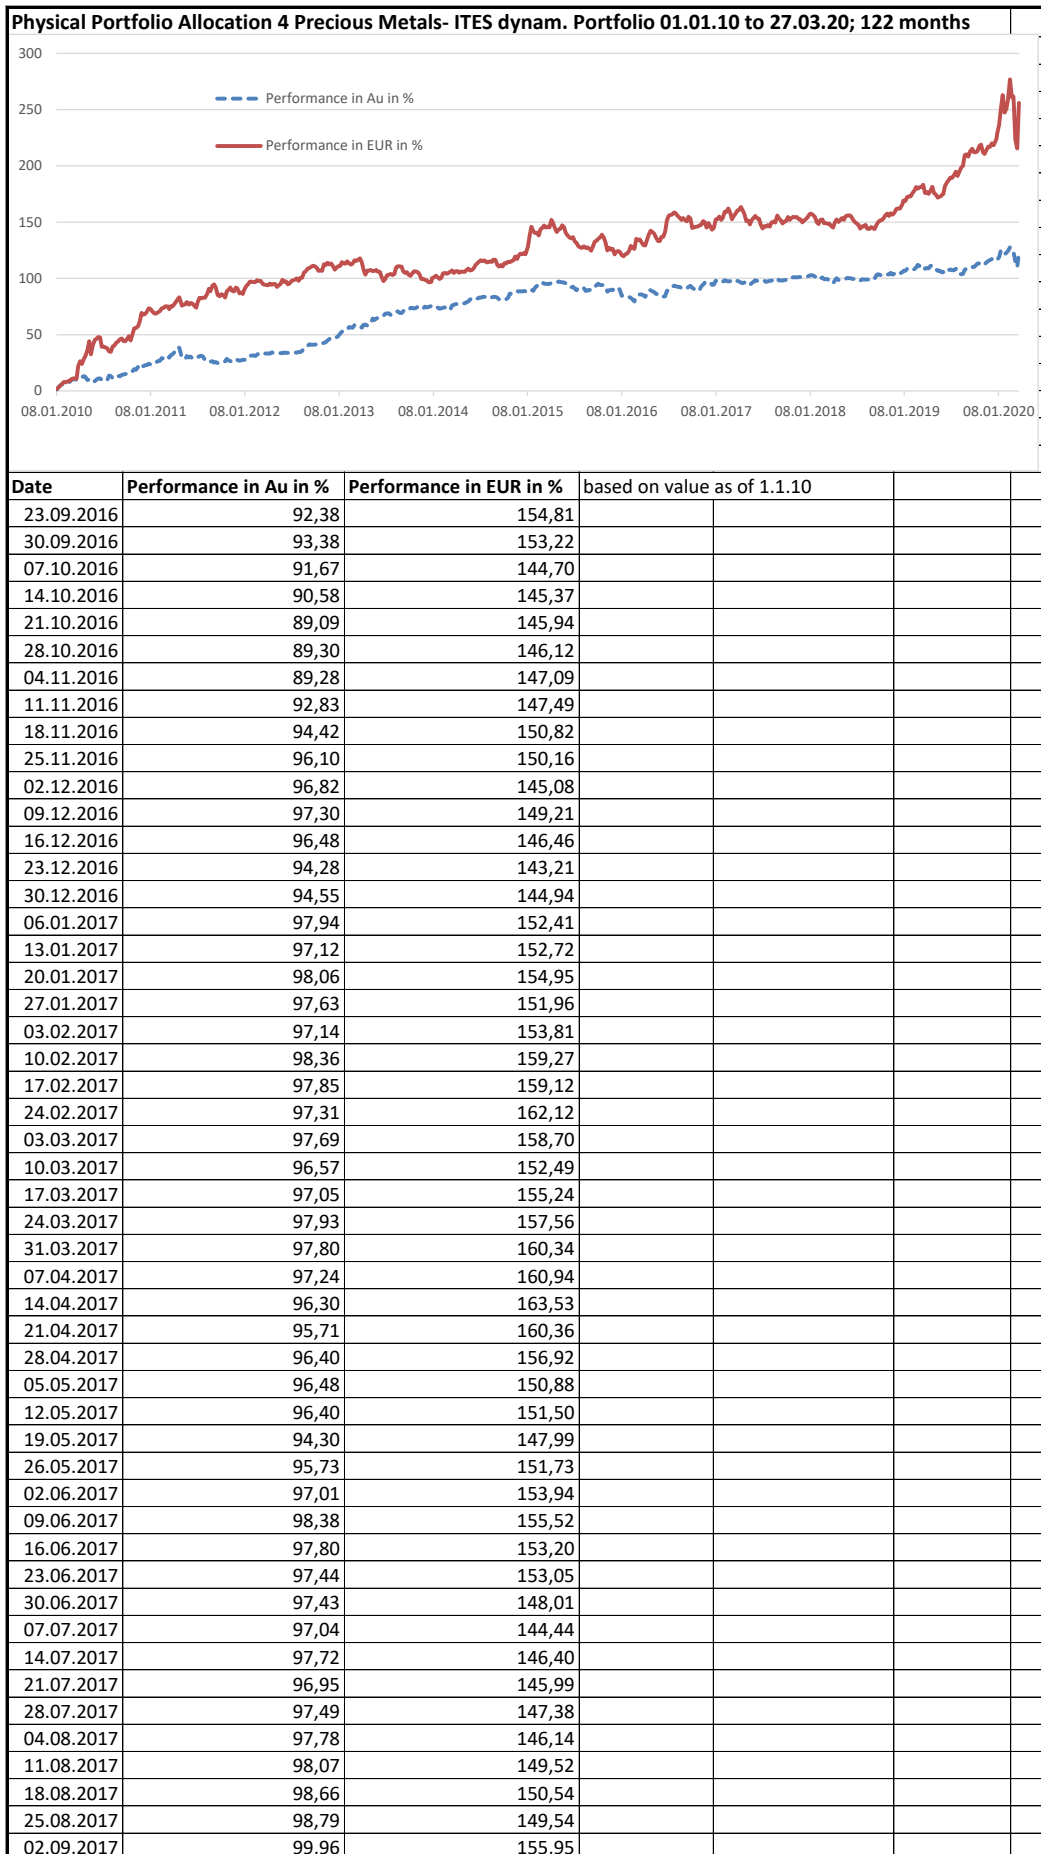 Physical Portfolio Allocation 4 Precious Metals- ITES dynam. Portfolio 01.01.10 to 27.03.20; 122 months
300
250
200
150
100
50
0
Performance in Au in %
Performance in EUR in %
08.01.2010 08.01.2011 08.01.2012 08.01.2013 08.01.2014 08.01.2015 08.01.2016 08.01.2017 08.01.2018 08.01.2019 08.01.2020
Date Performance in Au in % Performance in EUR in % based on value as of 1.1.10
23.09.2016 92,38 154,81
30.09.2016 93,38 153,22
07.10.2016 91,67 144,70
14.10.2016 90,58 145,37
21.10.2016 89,09 145,94
28.10.2016 89,30 146,12
04.11.2016 89,28 147,09
11.11.2016 92,83 147,49
18.11.2016 94,42 150,82
25.11.2016 96,10 150,16
02.12.2016 96,82 145,08
09.12.2016 97,30 149,21
16.12.2016 96,48 146,46
23.12.2016 94,28 143,21
30.12.2016 94,55 144,94
06.01.2017 97,94 152,41
13.01.2017 97,12 152,72
20.01.2017 98,06 154,95
27.01.2017 97,63 151,96
03.02.2017 97,14 153,81
10.02.2017 98,36 159,27
17.02.2017 97,85 159,12
24.02.2017 97,31 162,12
03.03.2017 97,69 158,70
10.03.2017 96,57 152,49
17.03.2017 97,05 155,24
24.03.2017 97,93 157,56
31.03.2017 97,80 160,34
07.04.2017 97,24 160,94
14.04.2017 96,30 163,53
21.04.2017 95,71 160,36
28.04.2017 96,40 156,92
05.05.2017 96,48 150,88
12.05.2017 96,40 151,50
19.05.2017 94,30 147,99
26.05.2017 95,73 151,73
02.06.2017 97,01 153,94
09.06.2017 98,38 155,52
16.06.2017 97,80 153,20
23.06.2017 97,44 153,05
30.06.2017 97,43 148,01
07.07.2017 97,04 144,44
14.07.2017 97,72 146,40
21.07.2017 96,95 145,99
28.07.2017 97,49 147,38
04.08.2017 97,78 146,14
11.08.2017 98,07 149,52
18.08.2017 98,66 150,54
25.08.2017 98,79 149,54
02.09.2017 99,96 155,95